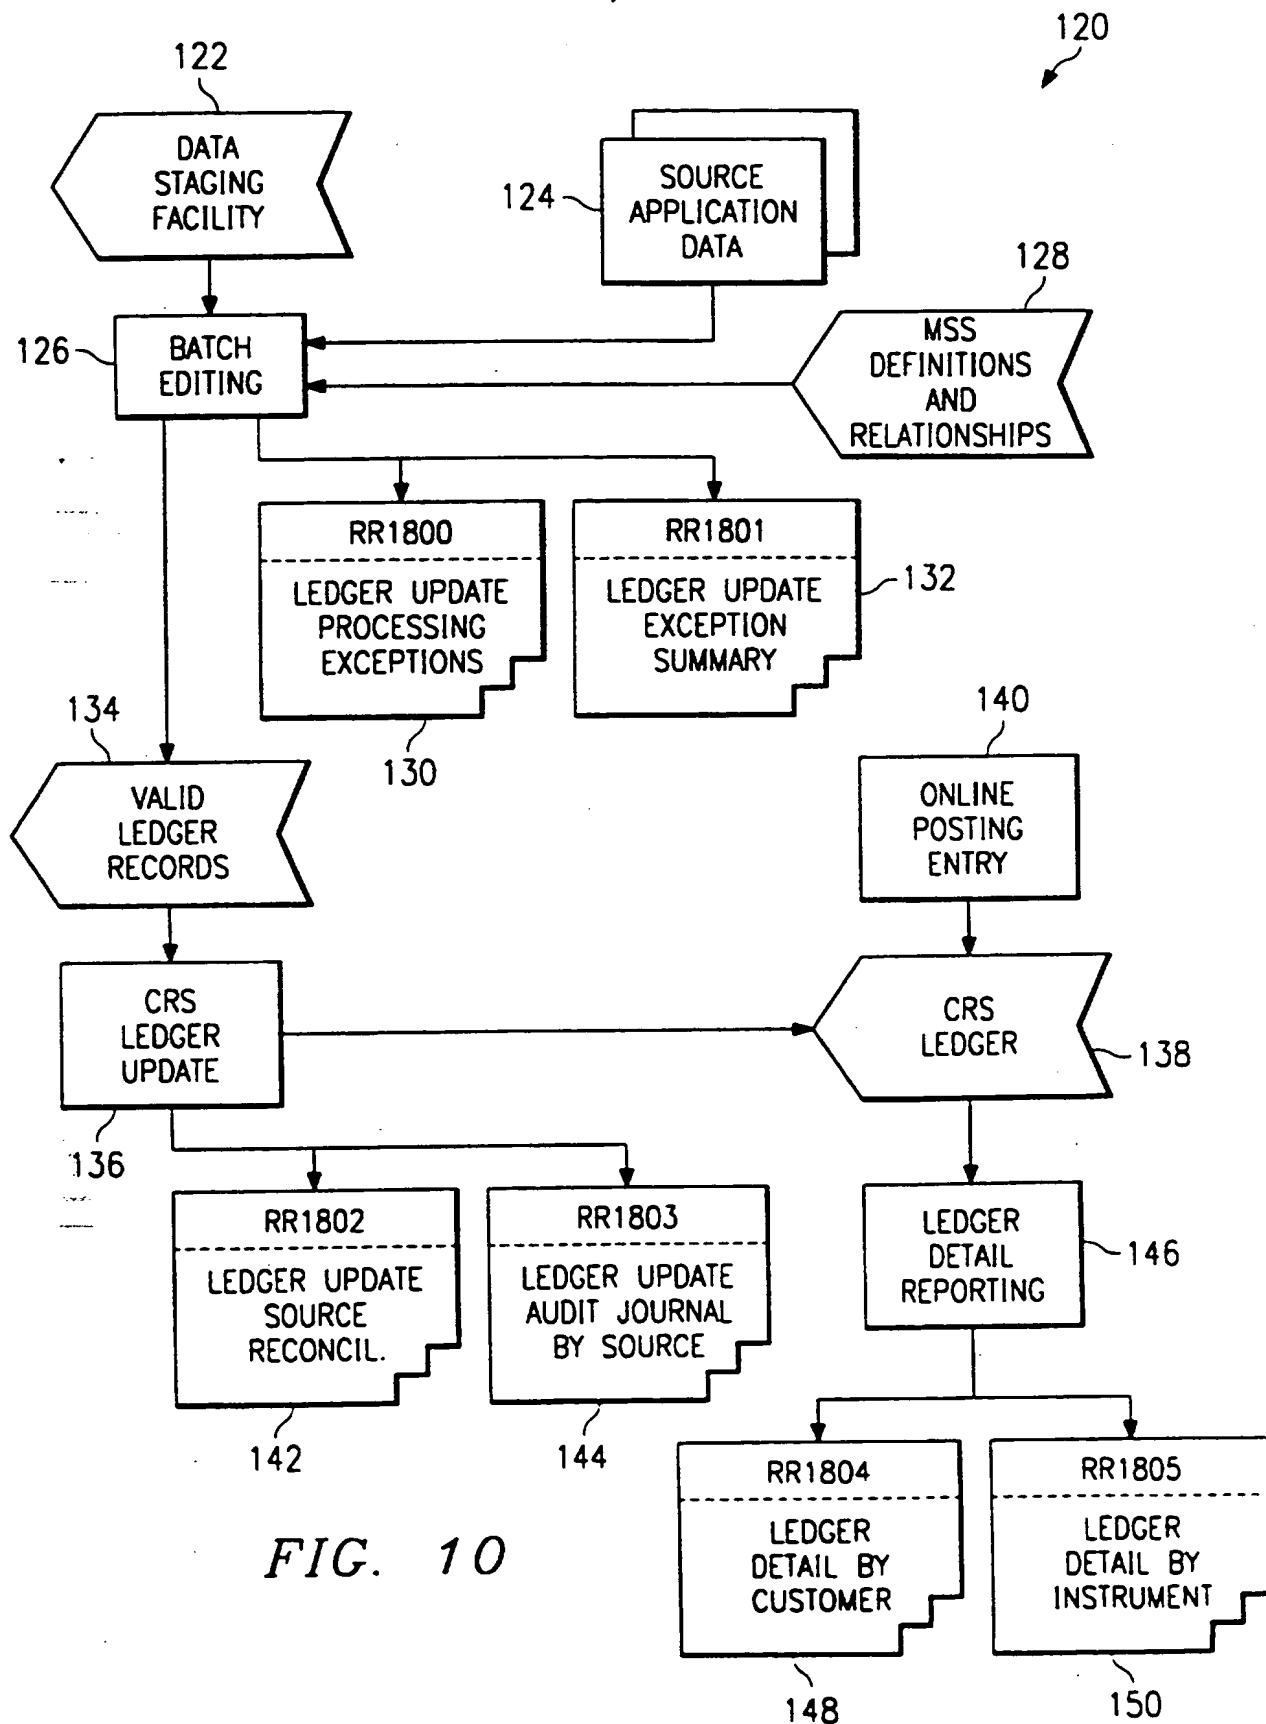 120
122
DATA
STAGING
FACILITY
124
SOURCE
APPLICATION
DATA
128
MSS
DEFINITIONS
AND
RELATIONSHIPS
126
BATCH
EDITING
RR1800
LEDGER UPDATE
PROCESSING
EXCEPTIONS
130
RR1801
LEDGER UPDATE
EXCEPTION
SUMMARY
132
134
VALID
LEDGER
RECORDS
140
ONLINE
POSTING
ENTRY
CRS
LEDGER
UPDATE
136
CRS
LEDGER
138
RR1802
LEDGER UPDATE
SOURCE
RECONCIL.
142
RR1803
LEDGER UPDATE
AUDIT JOURNAL
BY SOURCE
144
LEDGER
DETAIL
REPORTING
146
RR1804
LEDGER
DETAIL BY
CUSTOMER
148
RR1805
LEDGER
DETAIL BY
INSTRUMENT
150
FIG. 10